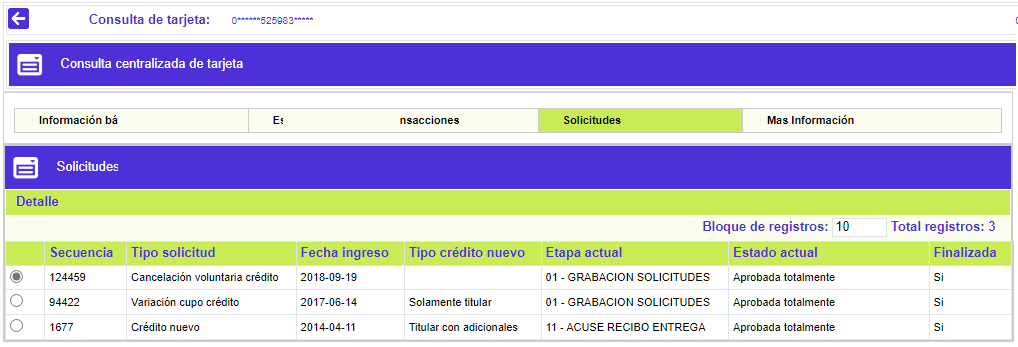 Consulta de tarjeta: 0******525983*****
Consulta centralizada de tarjeta
Información bá Es nsacciones Solicitudes Mas Información
Solicitudes
Detalle
Bloque de registros: 10 Total registros: 3
Secuencia Tipo solicitud Fecha ingreso Tipo crédito nuevo Etapa actual Estado actual Finalizada
124459 Cancelación voluntaria crédito 2018-09-19 01 - GRABACION SOLICITUDES Aprobada totalmente Si
94422 Variación cupo crédito 2017-06-14 Solamente titular 01 - GRABACION SOLICITUDES Aprobada totalmente Si
1677 Crédito nuevo 2014-04-11 Titular con adicionales 11 - ACUSE RECIBO ENTREGA Aprobada totalmente Si